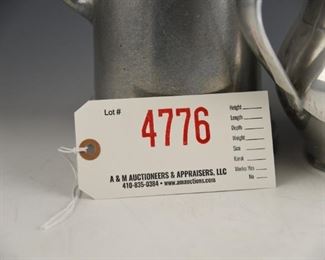 Lot #
4776
Height
Length
Depth
Weight
Size
Karat
Marks Yes
No
A & M AUCTIONEERS & APPRAISERS, LLC
410-835-0384 • www.amauctions.com